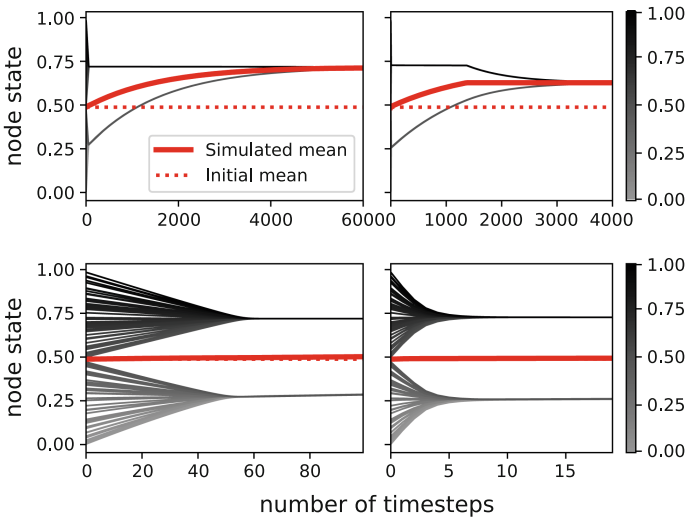 1.00
0.75
0.50
0.25
0.00
node state
Simulated mean
Initial mean
0 2000 4000 6000
0 1000 2000 3000 4000
1.00
0.75
0.50
0.25
0.00
1.00
0.75
0.50
0.25
0.00
node state
0 20 40 60 80
0 5 10 15
1.00
0.75
0.50
0.25
0.00
number of timesteps